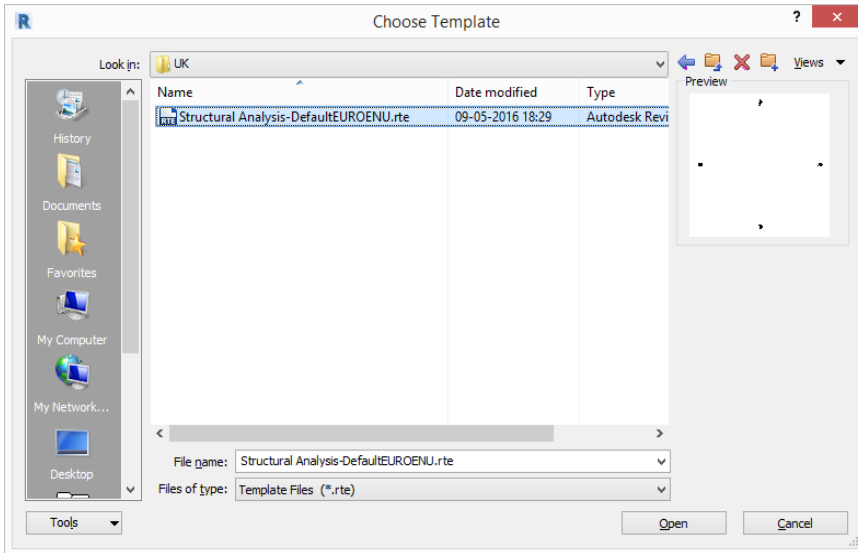 Choose Template
Look in: UK
Views
Name Date modified Type
Structural Analysis-DefaultEUROENU.rte 09-05-2016 18:29 Autodesk Revi
Preview
History
Documents
Favorites
My Computer
My Network...
Desktop
File name: Structural Analysis-DefaultEUROENU.rte
Files of type: Template Files (*.rte)
Tools Open Cancel